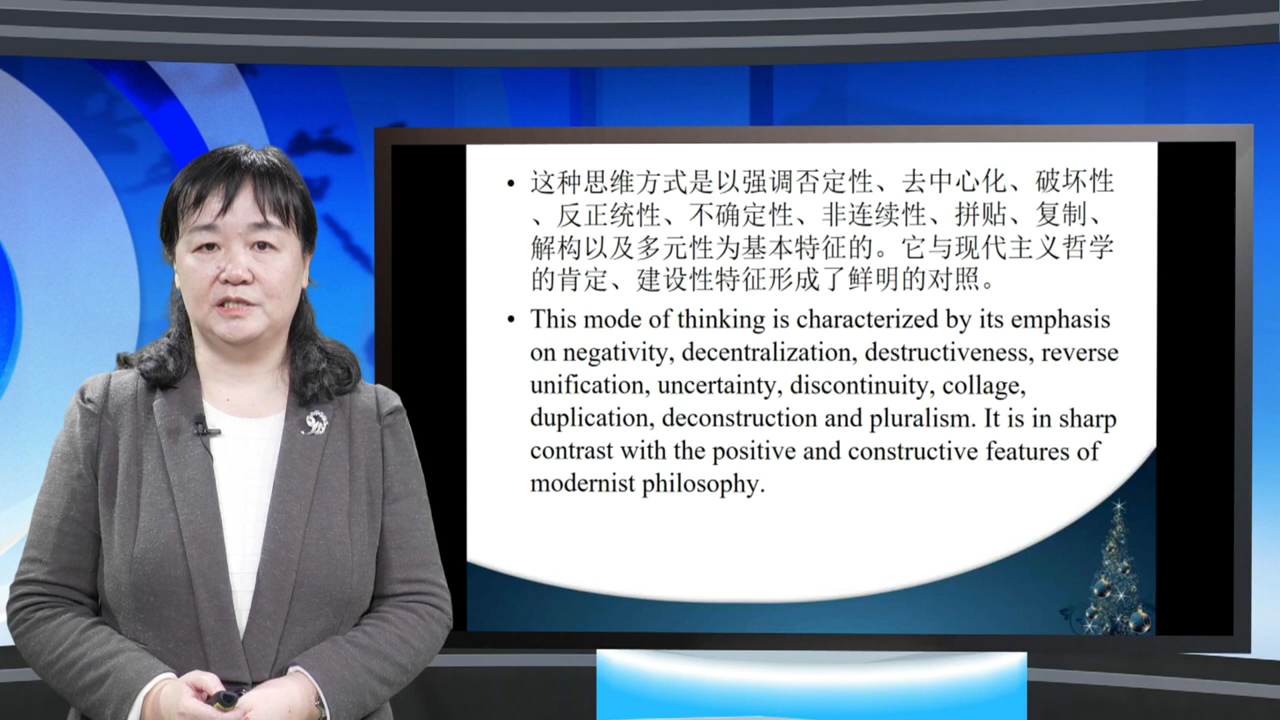 • 这种思维方式是以强调否定性、去中心化、破坏性
、反正统性、不确定性、非连续性、拼贴、复制、
解构以及多元性为基本特征的。它与现代主义哲学
的肯定、建设性特征形成了鲜明的对照。
• This mode of thinking is characterized by its emphasis
on negativity, decentralization, destructiveness, reverse
unification, uncertainty, discontinuity, collage,
duplication, deconstruction and pluralism. It is in sharp
contrast with the positive and constructive features of
modernist philosophy.